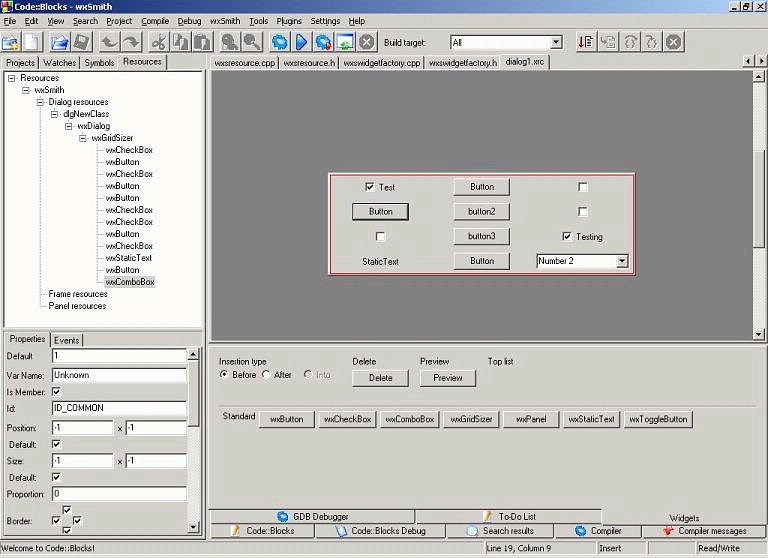 Code::Blocks - wxSmith
File Edit View Search Project Compile Debug wxSmith Tools Plugins Settings Help
Build target: All
Projects Watches Symbols Resources
wxsresource.cpp wxsresource.h wxswidgetfactory.cpp wxswidgetfactory.h dialog1.xrc
Resources
wxSmith
Dialog resources
dlgNewClass
wxDialog
wxGridSizer
wxCheckBox
wxButton
wxCheckBox
wxButton
wxButton
wxCheckBox
wxCheckBox
wxButton
wxCheckBox
wxStaticText
wxButton
wxComboBox
Frame resources
Panel resources
Test Button
Button button2
button3 Testing
StaticText Button Number 2
Properties Events
Default 1
Var Name: Unknown
Is Member:
Id: ID_COMMON
Position: -1 x -1
Default:
Size: -1 x -1
Default:
Proportion: 0
Border:
Insertion type Delete Preview Top list
Before After Into Delete Preview
Standard wxButton wxCheckBox wxComboBox wxGridSizer wxPanel wxStaticText wxToggleButton
GDB Debugger To-Do List Widgets
Code::Blocks Code::Blocks Debug Search results Compiler Compiler messages
Welcome to Code::Blocks! Line 19, Column 9 Insert Read/Write